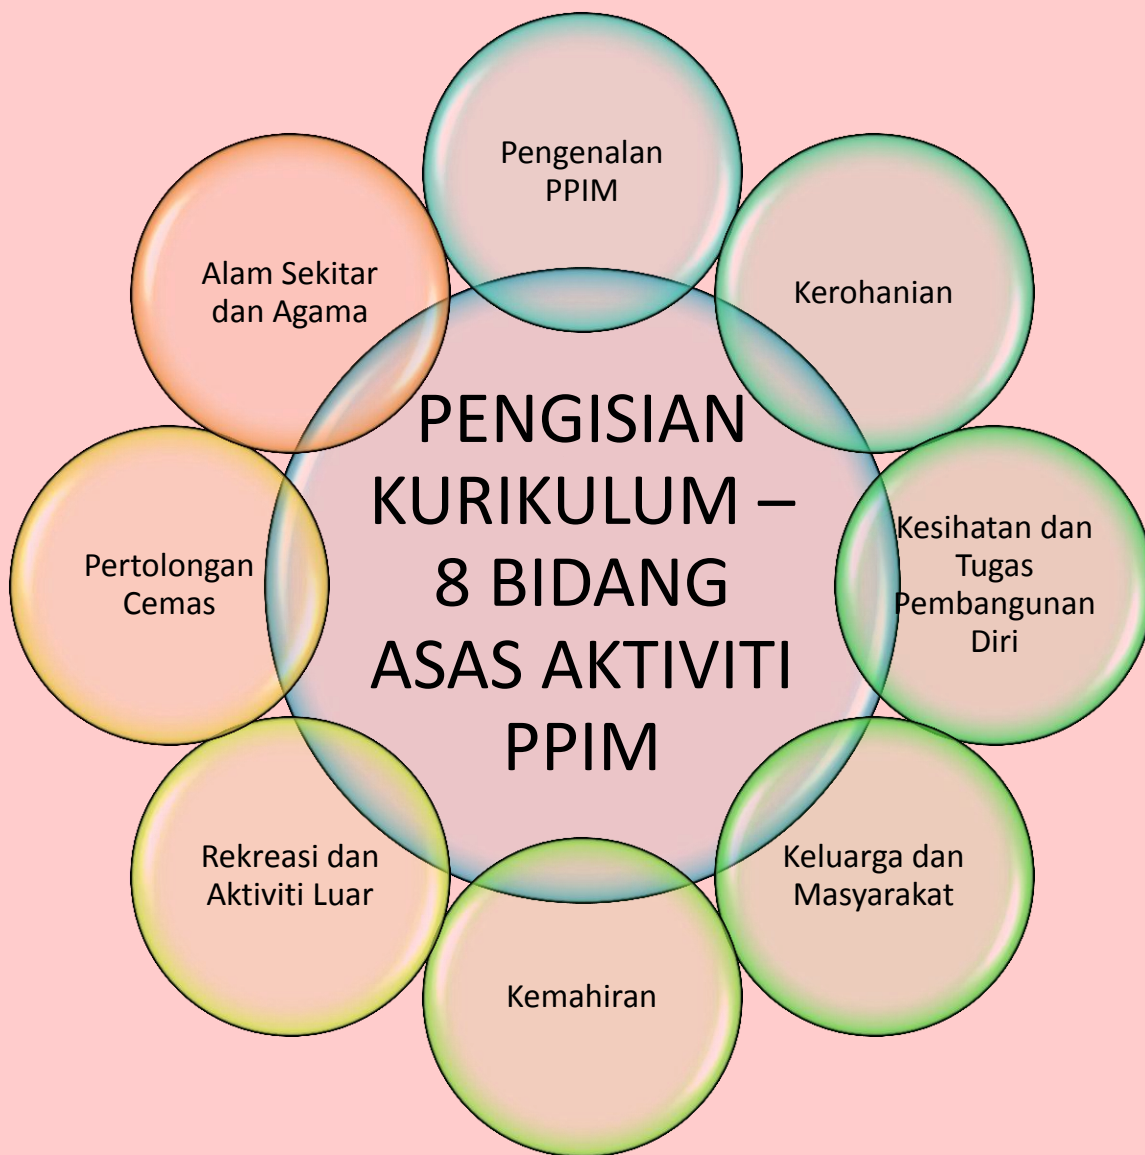 PENGISIAN
KURIKULUM –
8 BIDANG
ASAS AKTIVITI
PPIM
Pengenalan
PPIM
Kerohanian
Kesihatan dan
Tugas
Pembangunan
Diri
Keluarga dan
Masyarakat
Kemahiran
Rekreasi dan
Aktiviti Luar
Pertolongan
Cemas
Alam Sekitar
dan Agama